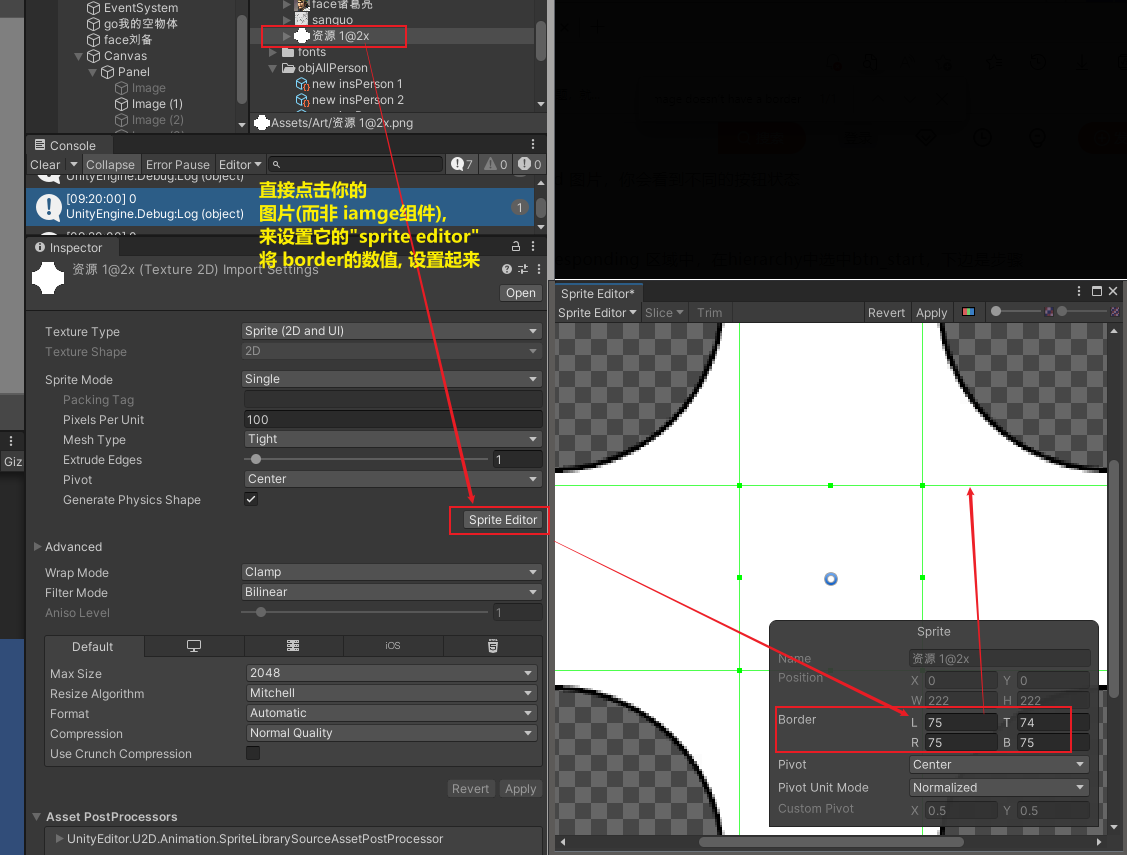 EventSystem
go我的空物体
face刘备
Canvas
Panel
Image
Image (1)
Image (2)
face诸葛亮
sanguo
资源 1@2x
fonts
objAllPerson
new insPerson 1
new insPerson 2
Assets/Art/资源 1@2x.png
Console
Clear
Collapse
Error Pause
Editor
7
0
0
UnityEngine.Debug:Log (object)
[09:20:00] 0
UnityEngine.Debug:Log (object)
1
直接点击你的
图片(而非 iamge组件),
来设置它的"sprite editor"
将 border的数值, 设置起来
Inspector
资源 1@2x (Texture 2D) Import Settings
Open
Texture Type
Sprite (2D and UI)
Texture Shape
2D
Sprite Mode
Single
Packing Tag
Pixels Per Unit
100
Mesh Type
Tight
Extrude Edges
1
Pivot
Center
Generate Physics Shape
Sprite Editor
Advanced
Wrap Mode
Clamp
Filter Mode
Bilinear
Aniso Level
1
Default
iOS
Max Size
2048
Resize Algorithm
Mitchell
Format
Automatic
Compression
Normal Quality
Use Crunch Compression
Revert
Apply
Asset PostProcessors
UnityEditor.U2D.Animation.SpriteLibrarySourceAssetPostProcessor
Giz
Sprite Editor*
Sprite Editor
Slice
Trim
Revert
Apply
Sprite
Name
资源 1@2x
Position
X 0
Y 0
W 222
H 222
Border
L 75
T 74
R 75
B 75
Pivot
Center
Pivot Unit Mode
Normalized
Custom Pivot
X 0.5
Y 0.5